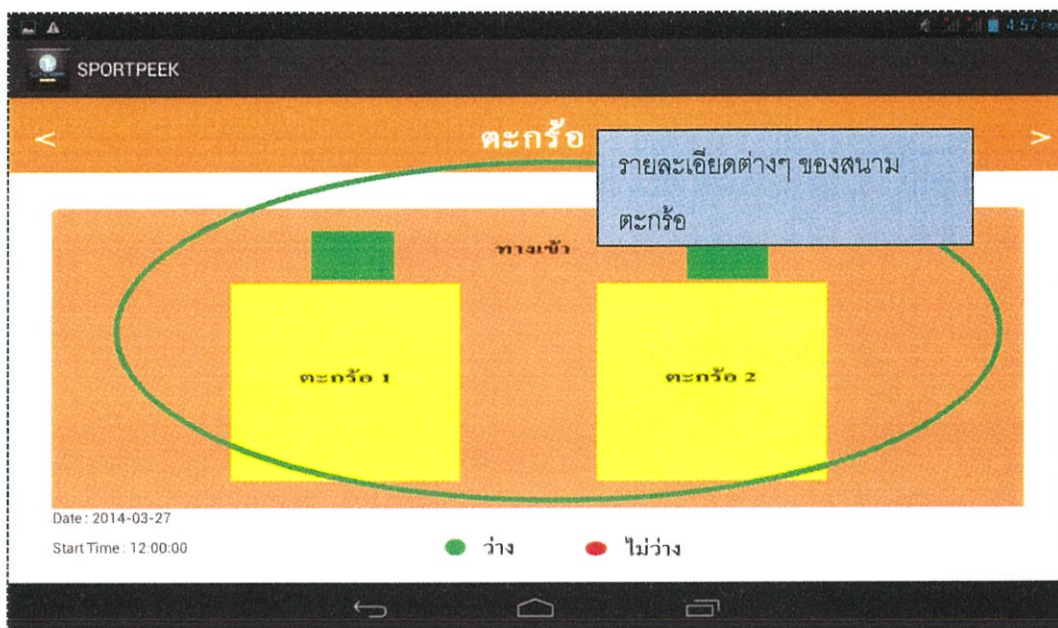 4:57 PM
SPORTPEEK
<
ตะกร้อ
>
รายละเอียดต่างๆ ของสนาม
ตะกร้อ
ทางเข้า
ตะกร้อ 1
ตะกร้อ 2
Date : 2014-03-27
Start Time : 12:00:00
ว่าง
ไม่ว่าง